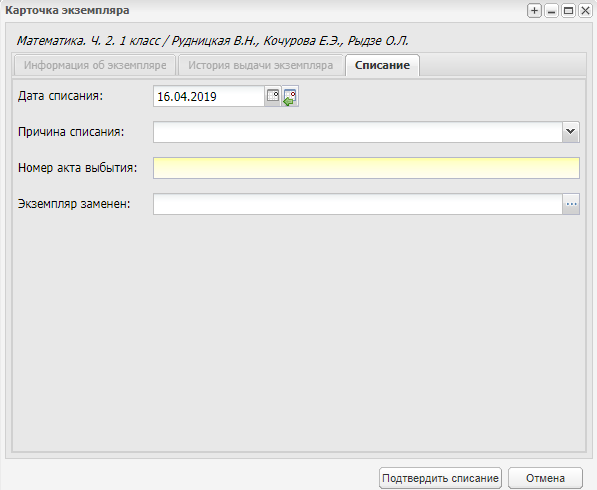 Карточка экземпляра
Математика. Ч. 2. 1 класс / Рудницкая В.Н., Кочурова Е.Э., Рыдзе О.Л.
Информация об экземпляре История выдачи экземпляра Списание
Дата списания: 16.04.2019
Причина списания:
Номер акта выбытия:
Экземпляр заменен: ...
Подтвердить списание Отмена